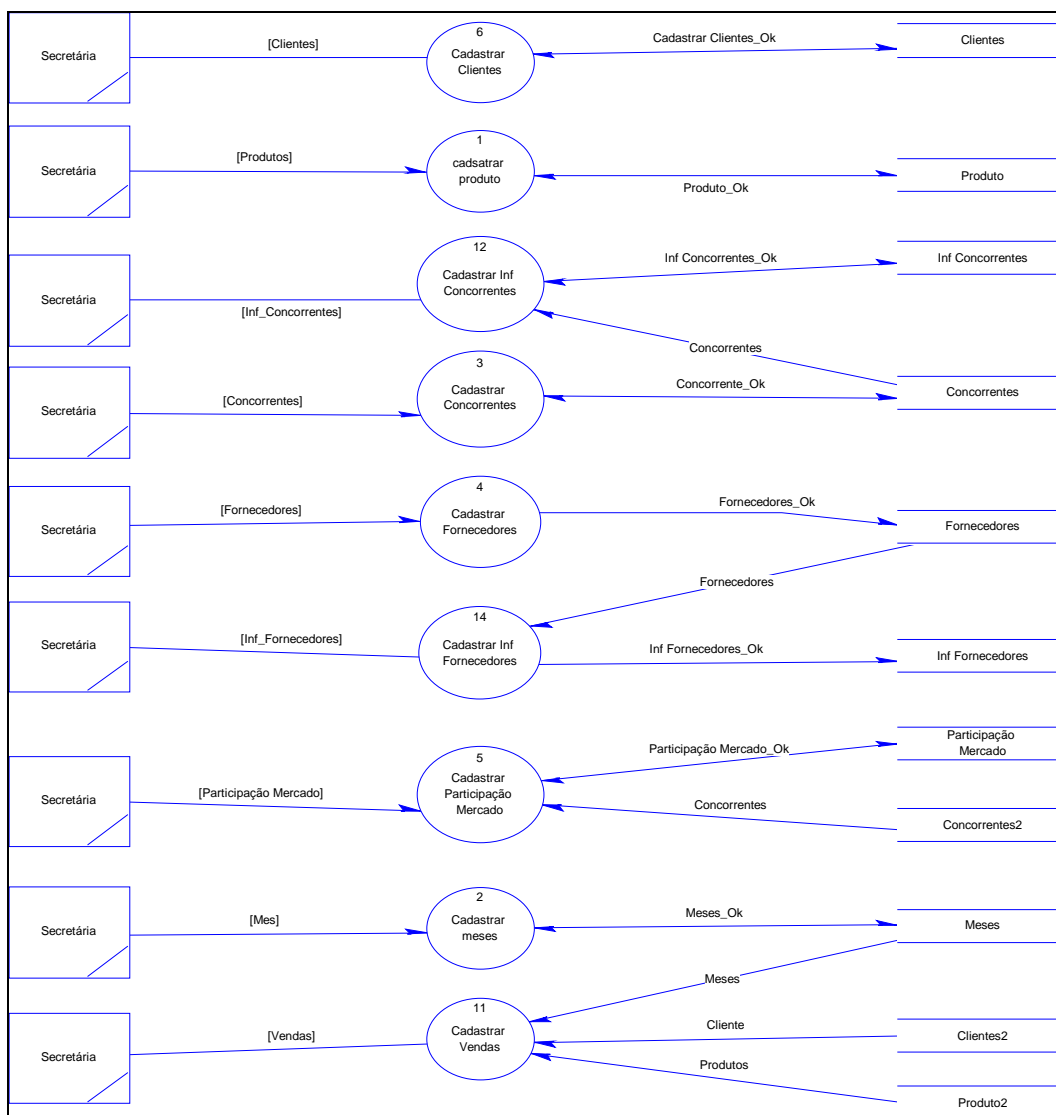 Secretária
[Clientes]
6
Cadastrar
Clientes
Cadastrar Clientes_Ok
Clientes
Secretária
[Produtos]
1
cadsatrar
produto
Produto_Ok
Produto
Secretária
[Inf_Concorrentes]
12
Cadastrar Inf
Concorrentes
Inf Concorrentes_Ok
Inf Concorrentes
Concorrentes
Secretária
[Concorrentes]
3
Cadastrar
Concorrentes
Concorrente_Ok
Concorrentes
Secretária
[Fornecedores]
4
Cadastrar
Fornecedores
Fornecedores_Ok
Fornecedores
Fornecedores
Secretária
[Inf_Fornecedores]
14
Cadastrar Inf
Fornecedores
Inf Fornecedores_Ok
Inf Fornecedores
Secretária
[Participação Mercado]
5
Cadastrar
Participação
Mercado
Participação Mercado_Ok
Participação
Mercado
Concorrentes
Concorrentes2
Secretária
[Mes]
2
Cadastrar
meses
Meses_Ok
Meses
Meses
Secretária
[Vendas]
11
Cadastrar
Vendas
Cliente
Clientes2
Produtos
Produto2